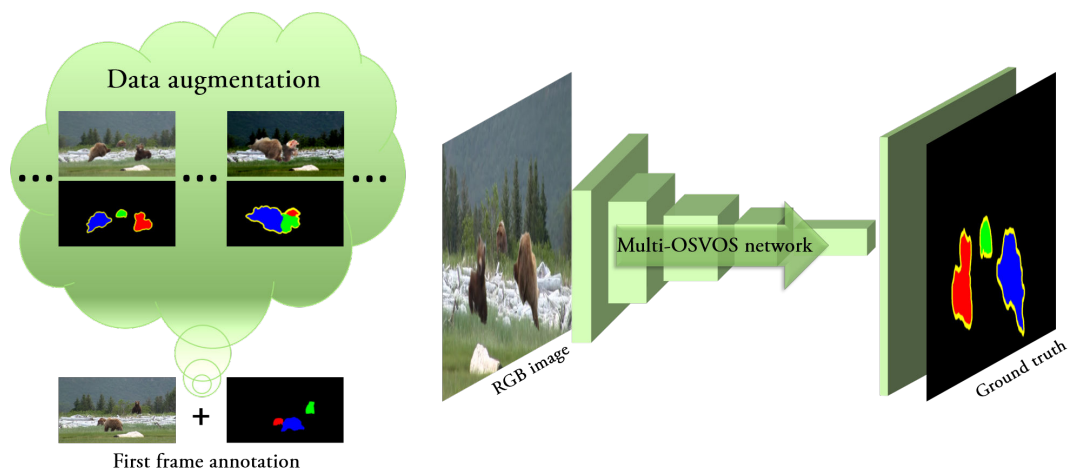 Data augmentation
First frame annotation
RGB image
Multi-OSVOS network
Ground truth